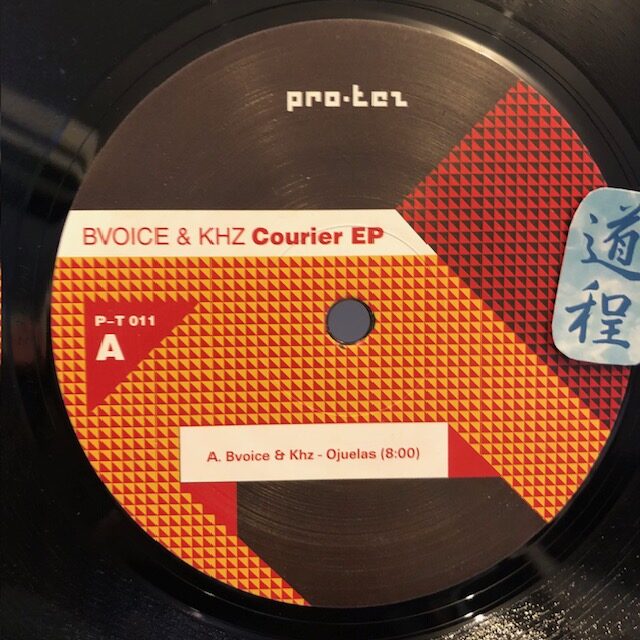 pro·tez
BVOICE & KHZ Courier EP
P-T 011
A
A. Bvoice & Khz - Ojuelas (8:00)
道
程